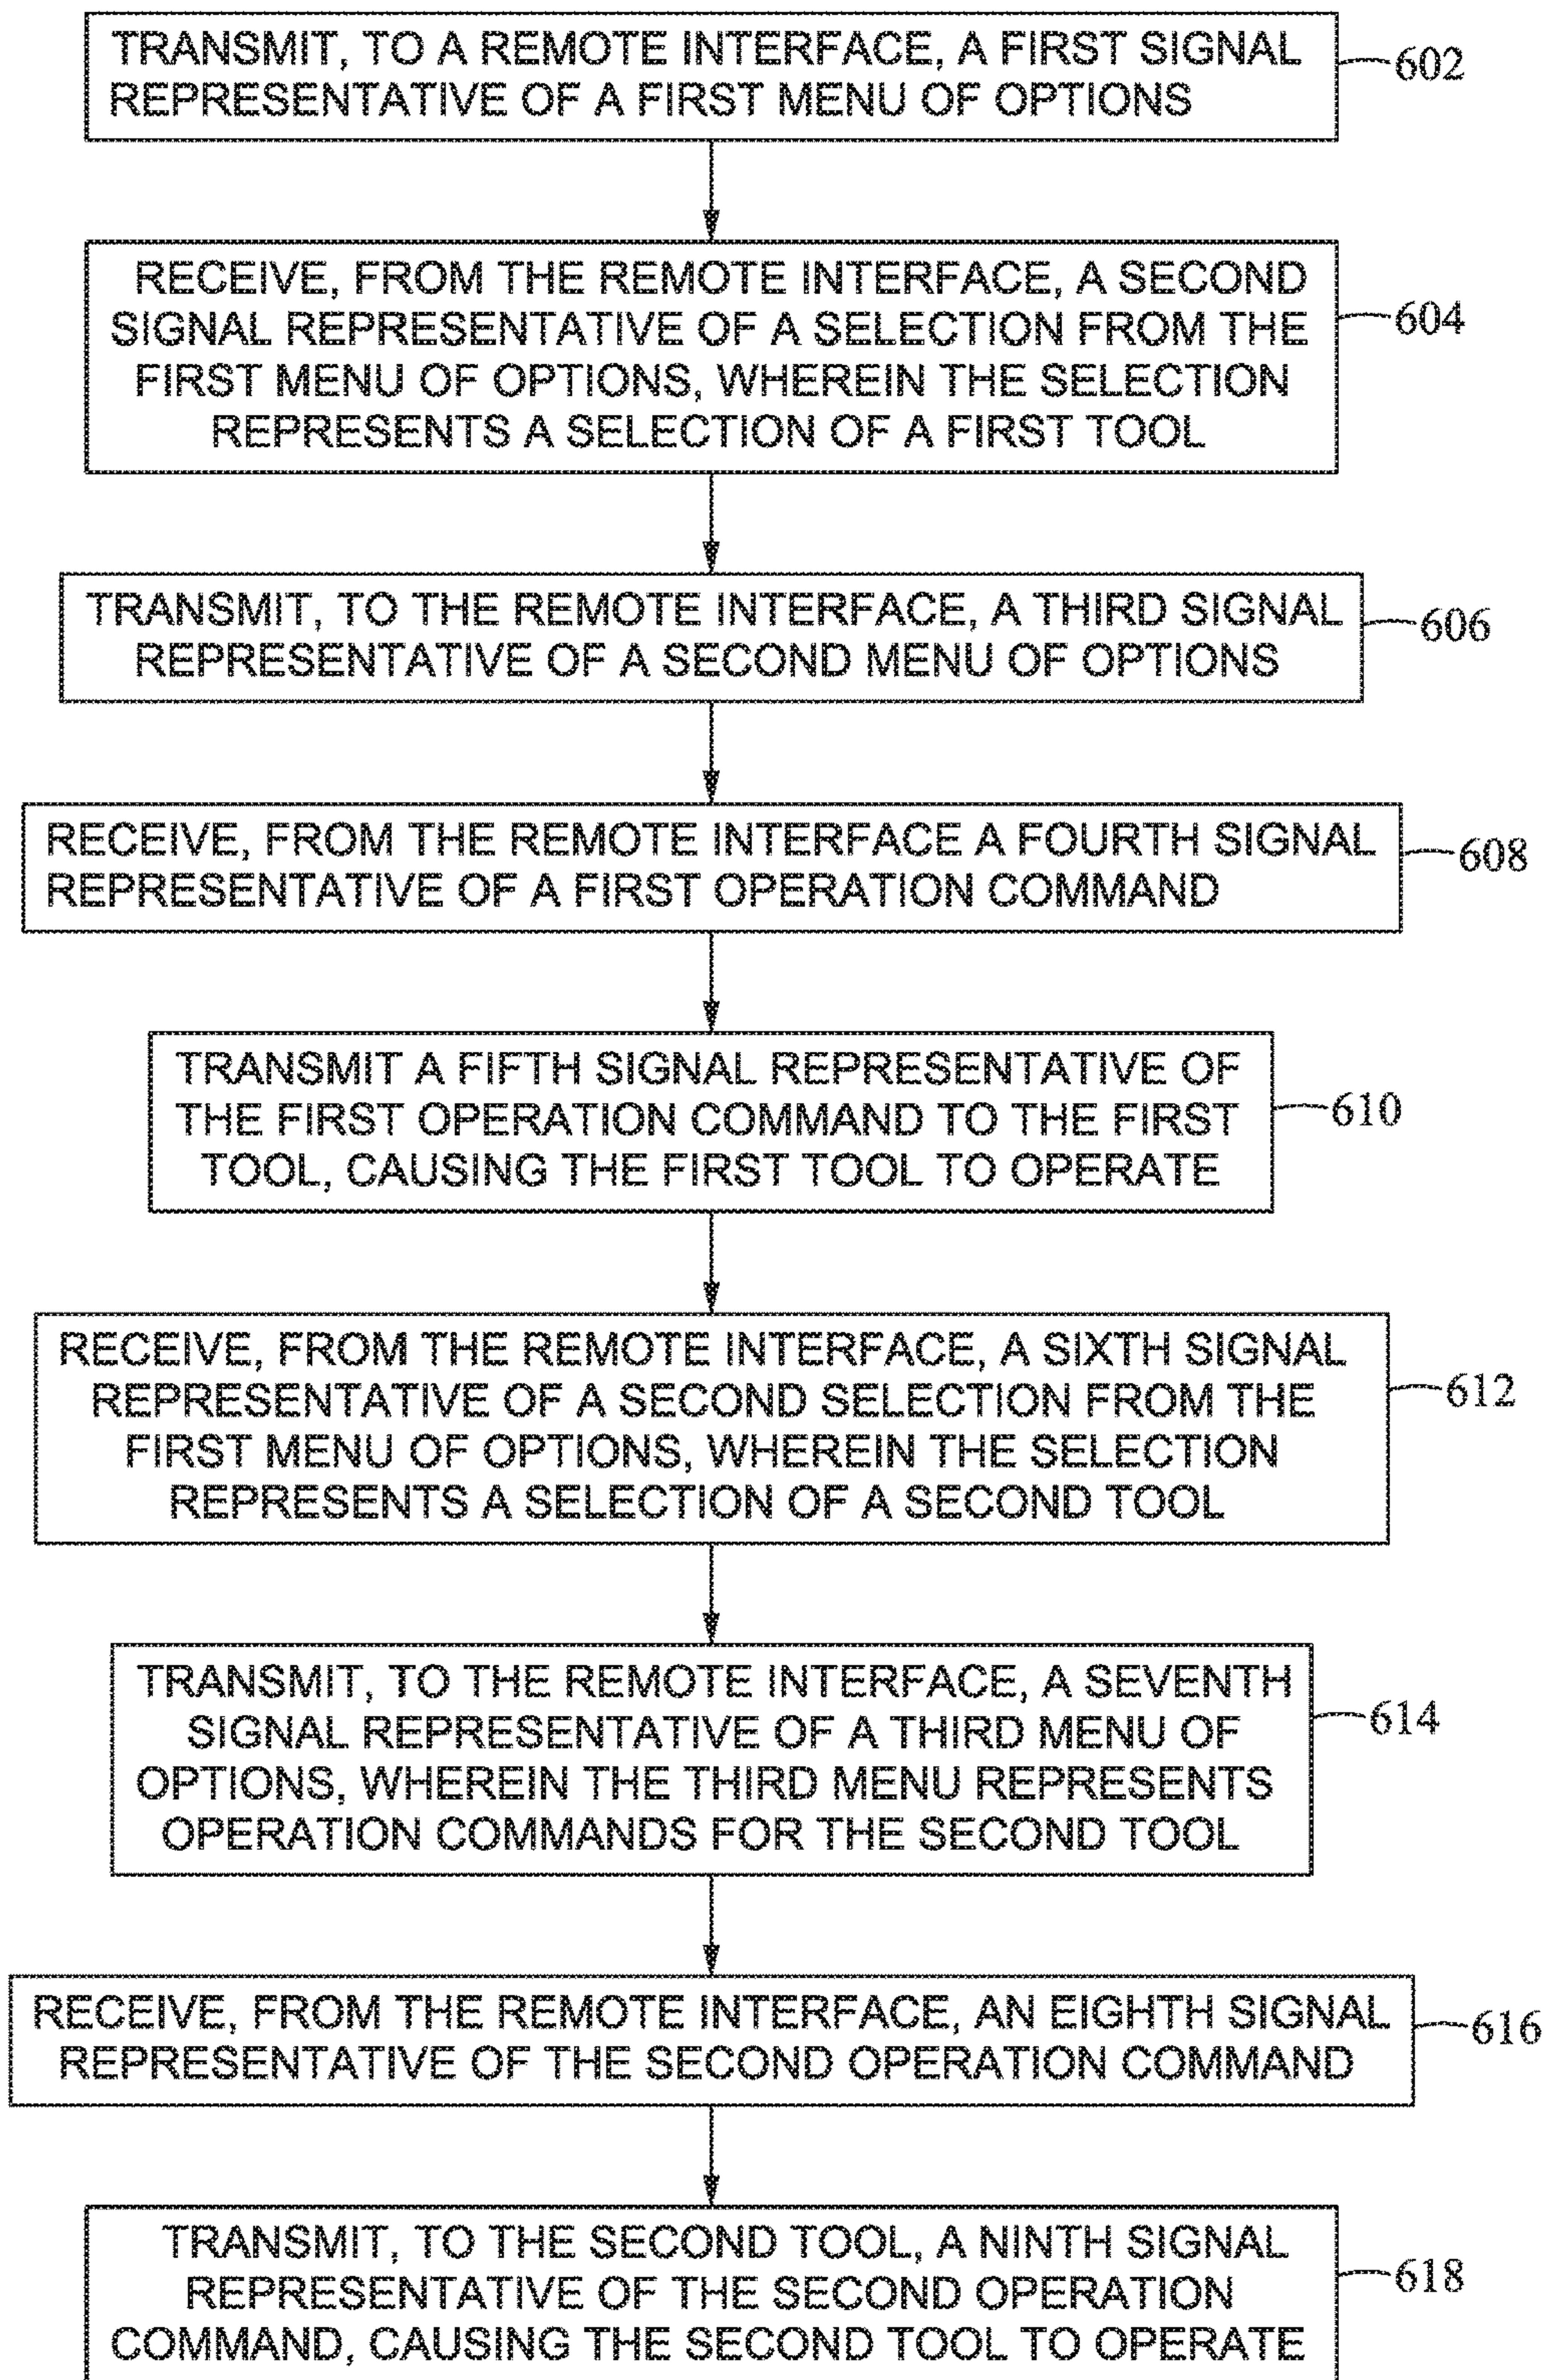 TRANSMIT, TO A REMOTE INTERFACE, A FIRST SIGNAL
REPRESENTATIVE OF A FIRST MENU OF OPTIONS
602
RECEIVE, FROM THE REMOTE INTERFACE, A SECOND
SIGNAL REPRESENTATIVE OF A SELECTION FROM THE
FIRST MENU OF OPTIONS, WHEREIN THE SELECTION
REPRESENTS A SELECTION OF A FIRST TOOL
604
TRANSMIT, TO THE REMOTE INTERFACE, A THIRD SIGNAL
REPRESENTATIVE OF A SECOND MENU OF OPTIONS
606
RECEIVE, FROM THE REMOTE INTERFACE A FOURTH SIGNAL
REPRESENTATIVE OF A FIRST OPERATION COMMAND
608
TRANSMIT A FIFTH SIGNAL REPRESENTATIVE OF
THE FIRST OPERATION COMMAND TO THE FIRST
TOOL, CAUSING THE FIRST TOOL TO OPERATE
610
RECEIVE, FROM THE REMOTE INTERFACE, A SIXTH SIGNAL
REPRESENTATIVE OF A SECOND SELECTION FROM THE
FIRST MENU OF OPTIONS, WHEREIN THE SELECTION
REPRESENTS A SELECTION OF A SECOND TOOL
612
TRANSMIT, TO THE REMOTE INTERFACE, A SEVENTH
SIGNAL REPRESENTATIVE OF A THIRD MENU OF
OPTIONS, WHEREIN THE THIRD MENU REPRESENTS
OPERATION COMMANDS FOR THE SECOND TOOL
614
RECEIVE, FROM THE REMOTE INTERFACE, AN EIGHTH SIGNAL
REPRESENTATIVE OF THE SECOND OPERATION COMMAND
616
TRANSMIT, TO THE SECOND TOOL, A NINTH SIGNAL
REPRESENTATIVE OF THE SECOND OPERATION
COMMAND, CAUSING THE SECOND TOOL TO OPERATE
618